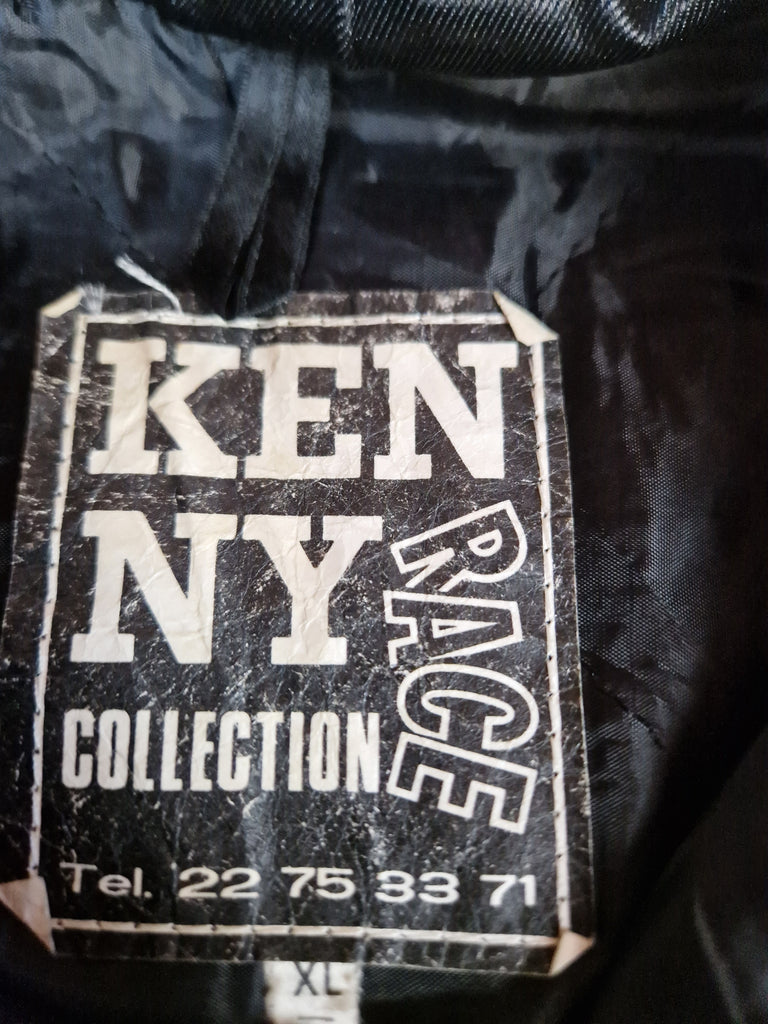 KEN
NY
RACE
COLLECTION
Tel. 22 75 33 71
XL